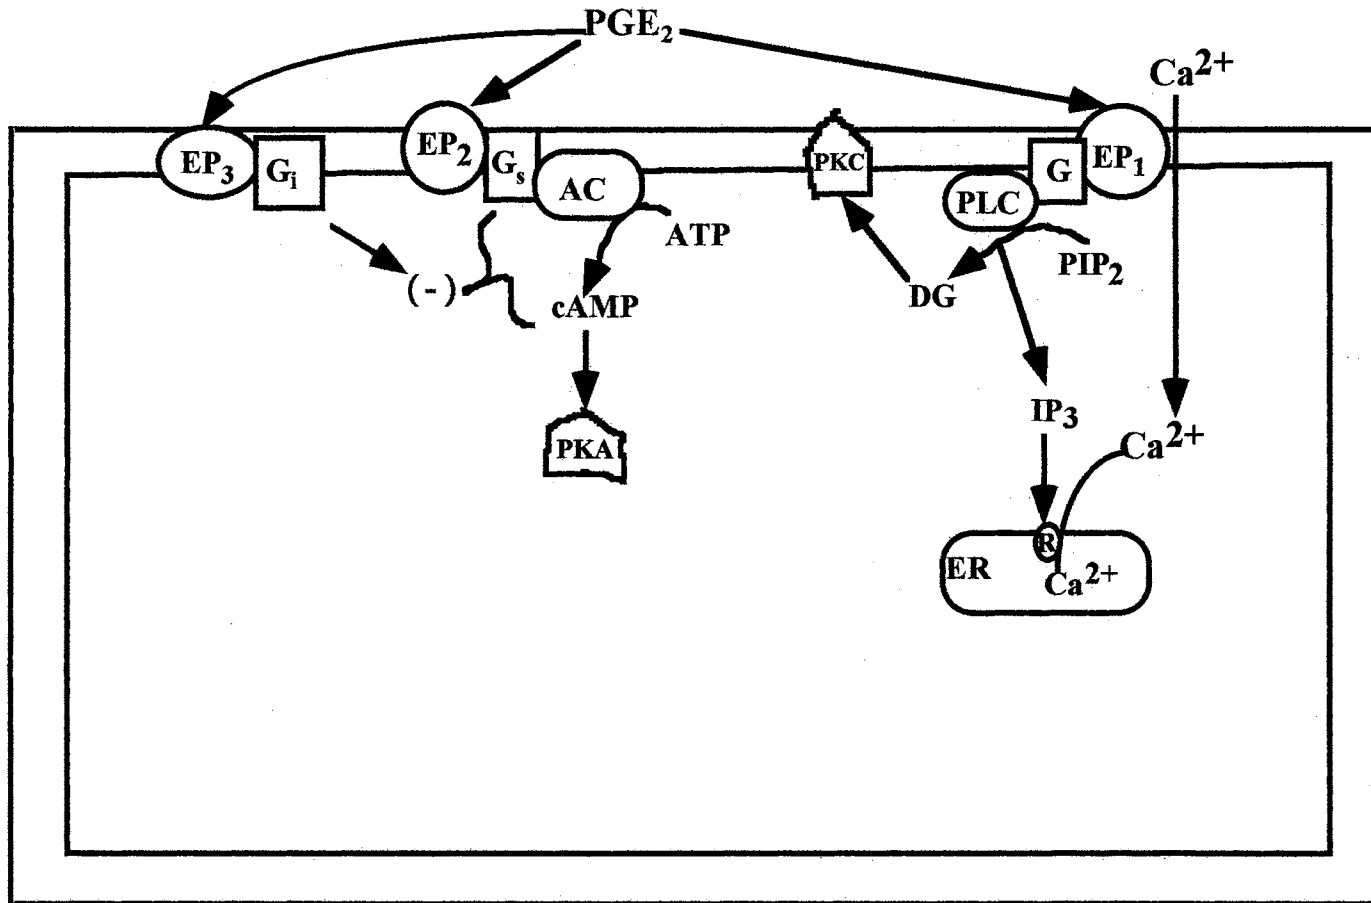 PGE₂
Ca²⁺
EP₃
Gᵢ
EP₂
Gₛ
AC
ATP
PKC
PLC
G
EP₁
(-)
cAMP
DG
PIP₂
PKA
IP₃
Ca²⁺
R
ER
Ca²⁺